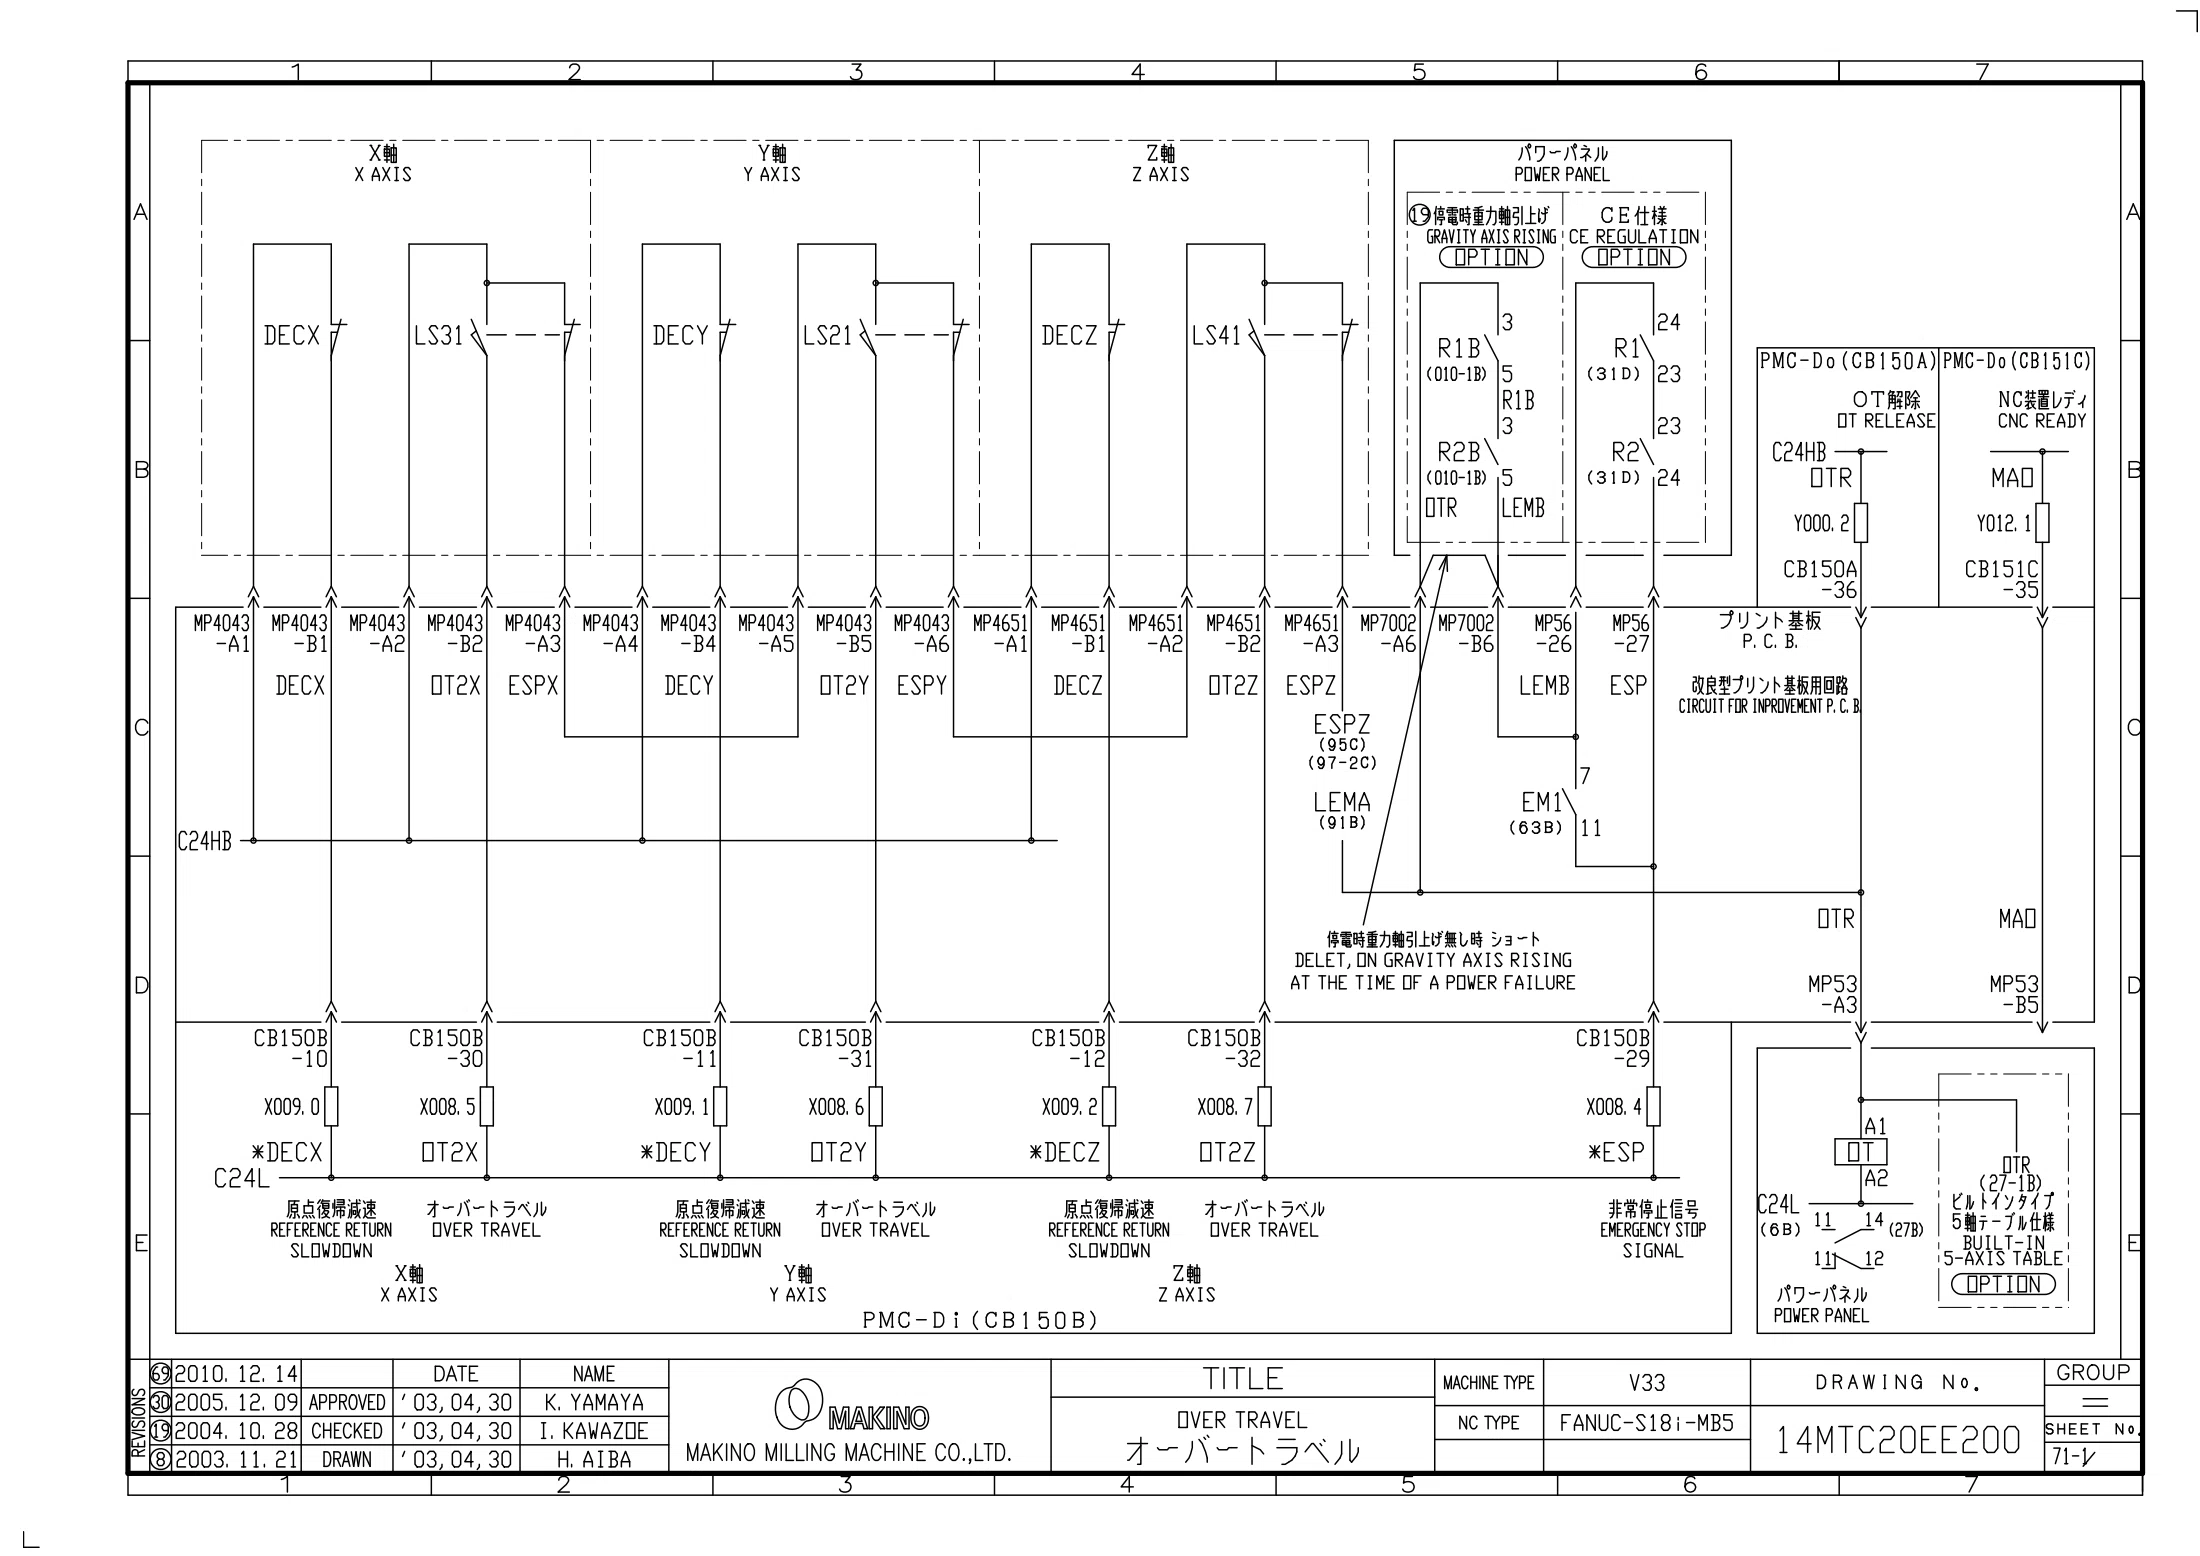 1 2 3 4 5 6 7
A
B
C
D
E
X軸
X AXIS
Y軸
Y AXIS
Z軸
Z AXIS
パワーパネル
POWER PANEL
⑲停電時重力軸引上げ
GRAVITY AXIS RISING
OPTION
CE仕様
CE REGULATION
OPTION
DECX
LS31
DECY
LS21
DECZ
LS41
3
R1B
(010-1B) 5
R1B
3
R2B
(010-1B) 5
OTR LEMB
24
R1
(31D) 23
23
R2
(31D) 24
PMC-Do(CB150A)
OT解除
OT RELEASE
C24HB
OTR
Y000.2
CB150A
-36
PMC-Do(CB151C)
NC装置レディ
CNC READY
MAO
Y012.1
CB151C
-35
MP4043 MP4043 MP4043 MP4043 MP4043 MP4043 MP4043 MP4043 MP4043 MP4043 MP4651 MP4651 MP4651 MP4651 MP4651 MP7002 MP7002 MP56 MP56
-A1 -B1 -A2 -B2 -A3 -A4 -B4 -A5 -B5 -A6 -A1 -B1 -A2 -B2 -A3 -A6 -B6 -26 -27
DECX OT2X ESPX DECY OT2Y ESPY DECZ OT2Z ESPZ LEMB ESP
プリント基板
P.C.B.
改良型プリント基板用回路
CIRCUIT FOR INPROVEMENT P.C.B.
ESPZ
(95C)
(97-2C)
LEMA
(91B)
7
EM1
(63B) 11
C24HB
停電時重力軸引上げ無し時 ショート
DELET,ON GRAVITY AXIS RISING
AT THE TIME OF A POWER FAILURE
OTR MAO
MP53 MP53
-A3 -B5
CB150B CB150B CB150B CB150B CB150B CB150B CB150B
-10 -30 -11 -31 -12 -32 -29
X009.0 X008.5 X009.1 X008.6 X009.2 X008.7 X008.4
*DECX OT2X *DECY OT2Y *DECZ OT2Z *ESP
C24L
原点復帰減速
REFERENCE RETURN
SLOWDOWN
オーバートラベル
OVER TRAVEL
X軸
X AXIS
原点復帰減速
REFERENCE RETURN
SLOWDOWN
オーバートラベル
OVER TRAVEL
Y軸
Y AXIS
原点復帰減速
REFERENCE RETURN
SLOWDOWN
オーバートラベル
OVER TRAVEL
Z軸
Z AXIS
非常停止信号
EMERGENCY STOP
SIGNAL
PMC-Di(CB150B)
A1
OT
A2
C24L
(6B)
11 14 (27B)
11 12
パワーパネル
POWER PANEL
OTR
(27-1B)
ビルトインタイプ
5軸テーブル仕様
BUILT-IN
5-AXIS TABLE
OPTION
A
B
C
D
E
REVISIONS
69 2010.12.14 DATE NAME
30 2005.12.09 APPROVED '03,04,30 K. YAMAYA
19 2004.10.28 CHECKED '03,04,30 I. KAWAZOE
8 2003.11.21 DRAWN '03,04,30 H. AIBA
MAKINO
MAKINO MILLING MACHINE CO.,LTD.
TITLE
OVER TRAVEL
オーバートラベル
MACHINE TYPE V33
NC TYPE FANUC-S18i-MB5
DRAWING No.
14MTC20EE200
GROUP
=
SHEET No.
71-1/
1 2 3 4 5 6 7